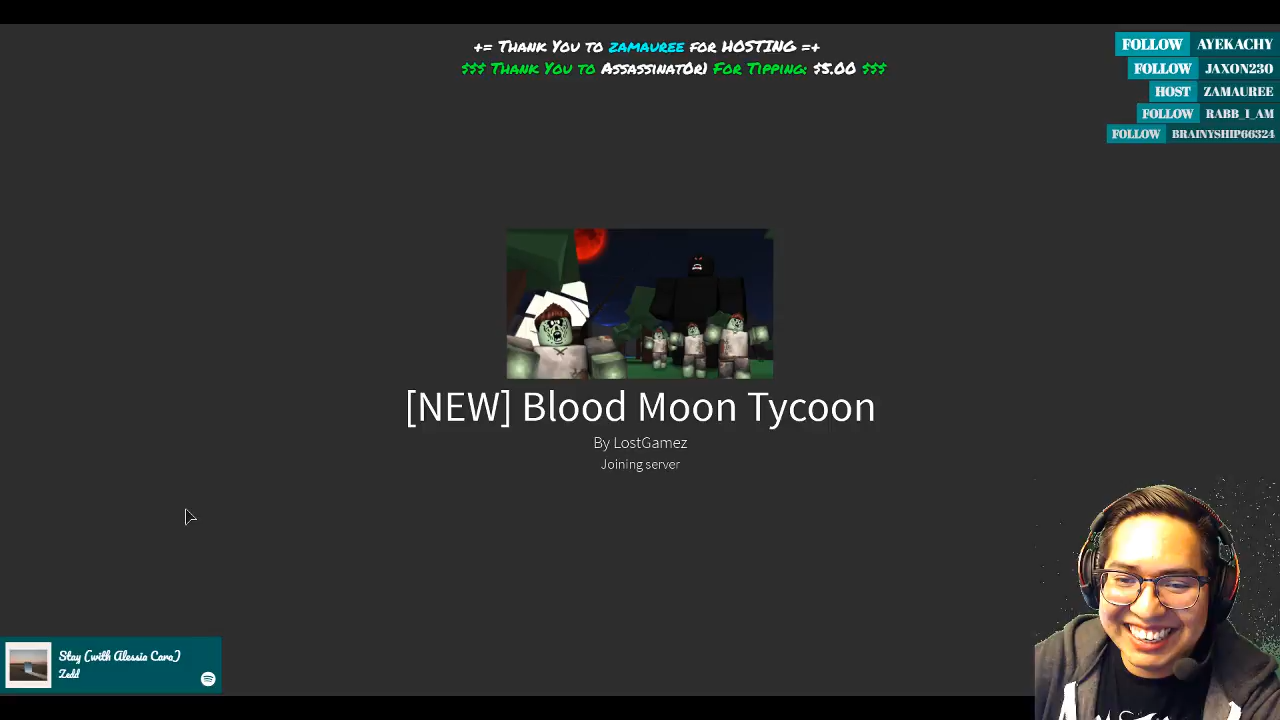 += Thank You to zamauree for HOSTING =+
$$$ Thank You to Assassinat0r) For Tipping: $5.00 $$$
FOLLOW AYEKACHY
FOLLOW JAXON230
HOST ZAMAUREE
FOLLOW RABB_I_AM
FOLLOW BRAINYSHIP66324
[NEW] Blood Moon Tycoon
By LostGamez
Joining server
Stay (with Alessia Cara)
Zedd